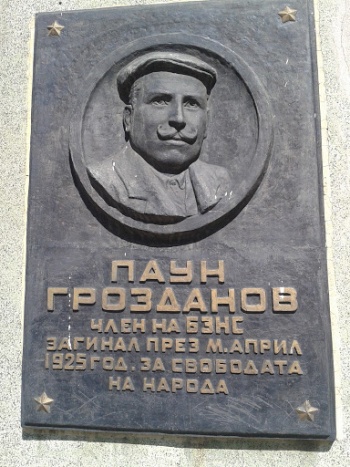 ПАУН
ГРОЗДАНОВ
ЧЛЕН НА БЗНС
ЗАГИНАЛ ПРЕЗ М. АПРИЛ
1925 ГОД. ЗА СВОБОДАТА
НА НАРОДА